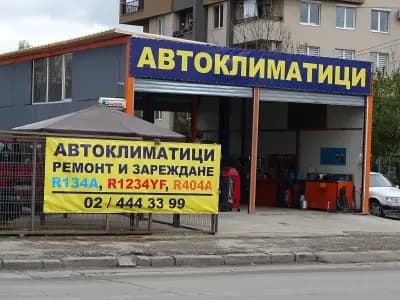 АВТОКЛИМАТИЦИ
АВТОКЛИМАТИЦИ
РЕМОНТ И ЗАРЕЖДАНЕ
R134A, R1234YF, R404A
02 / 444 33 99